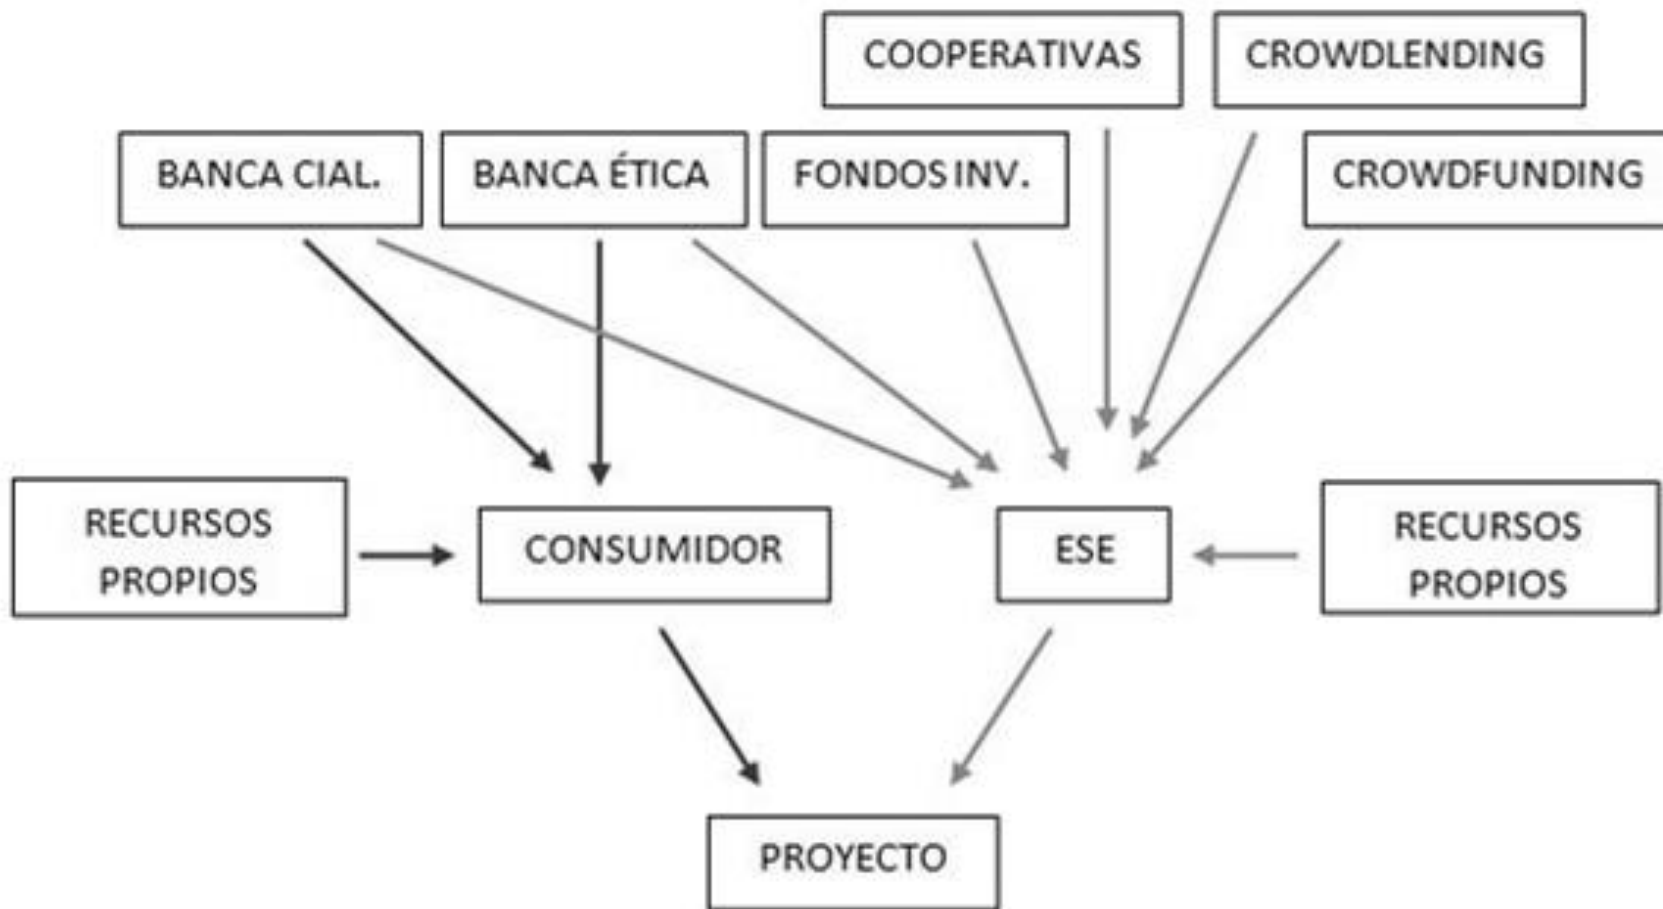 COOPERATIVAS
CROWDLENDING
BANCA CIAL.
BANCA ÉTICA
FONDOS INV.
CROWDFUNDING
RECURSOS
PROPIOS
CONSUMIDOR
ESE
RECURSOS
PROPIOS
PROYECTO